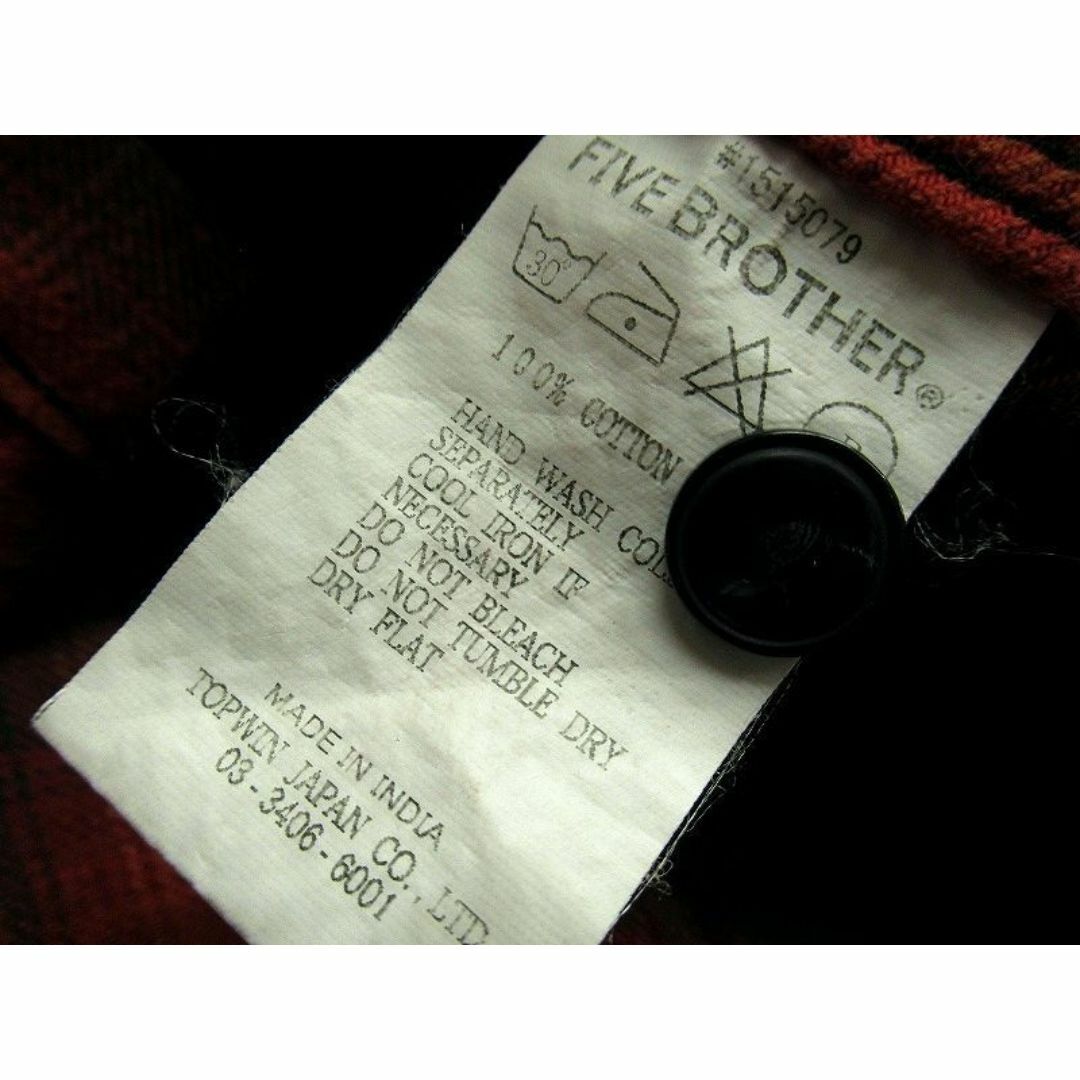 #1515079
FIVE BROTHER®
30°
100% COTTON
HAND WASH
SEPARATELY
COOL IRON IF
NECESSARY
DO NOT BLEACH
DO NOT TUMBLE DRY
DRY FLAT
MADE IN INDIA
TOPWIN JAPAN CO., LTD.
03-3406-6001